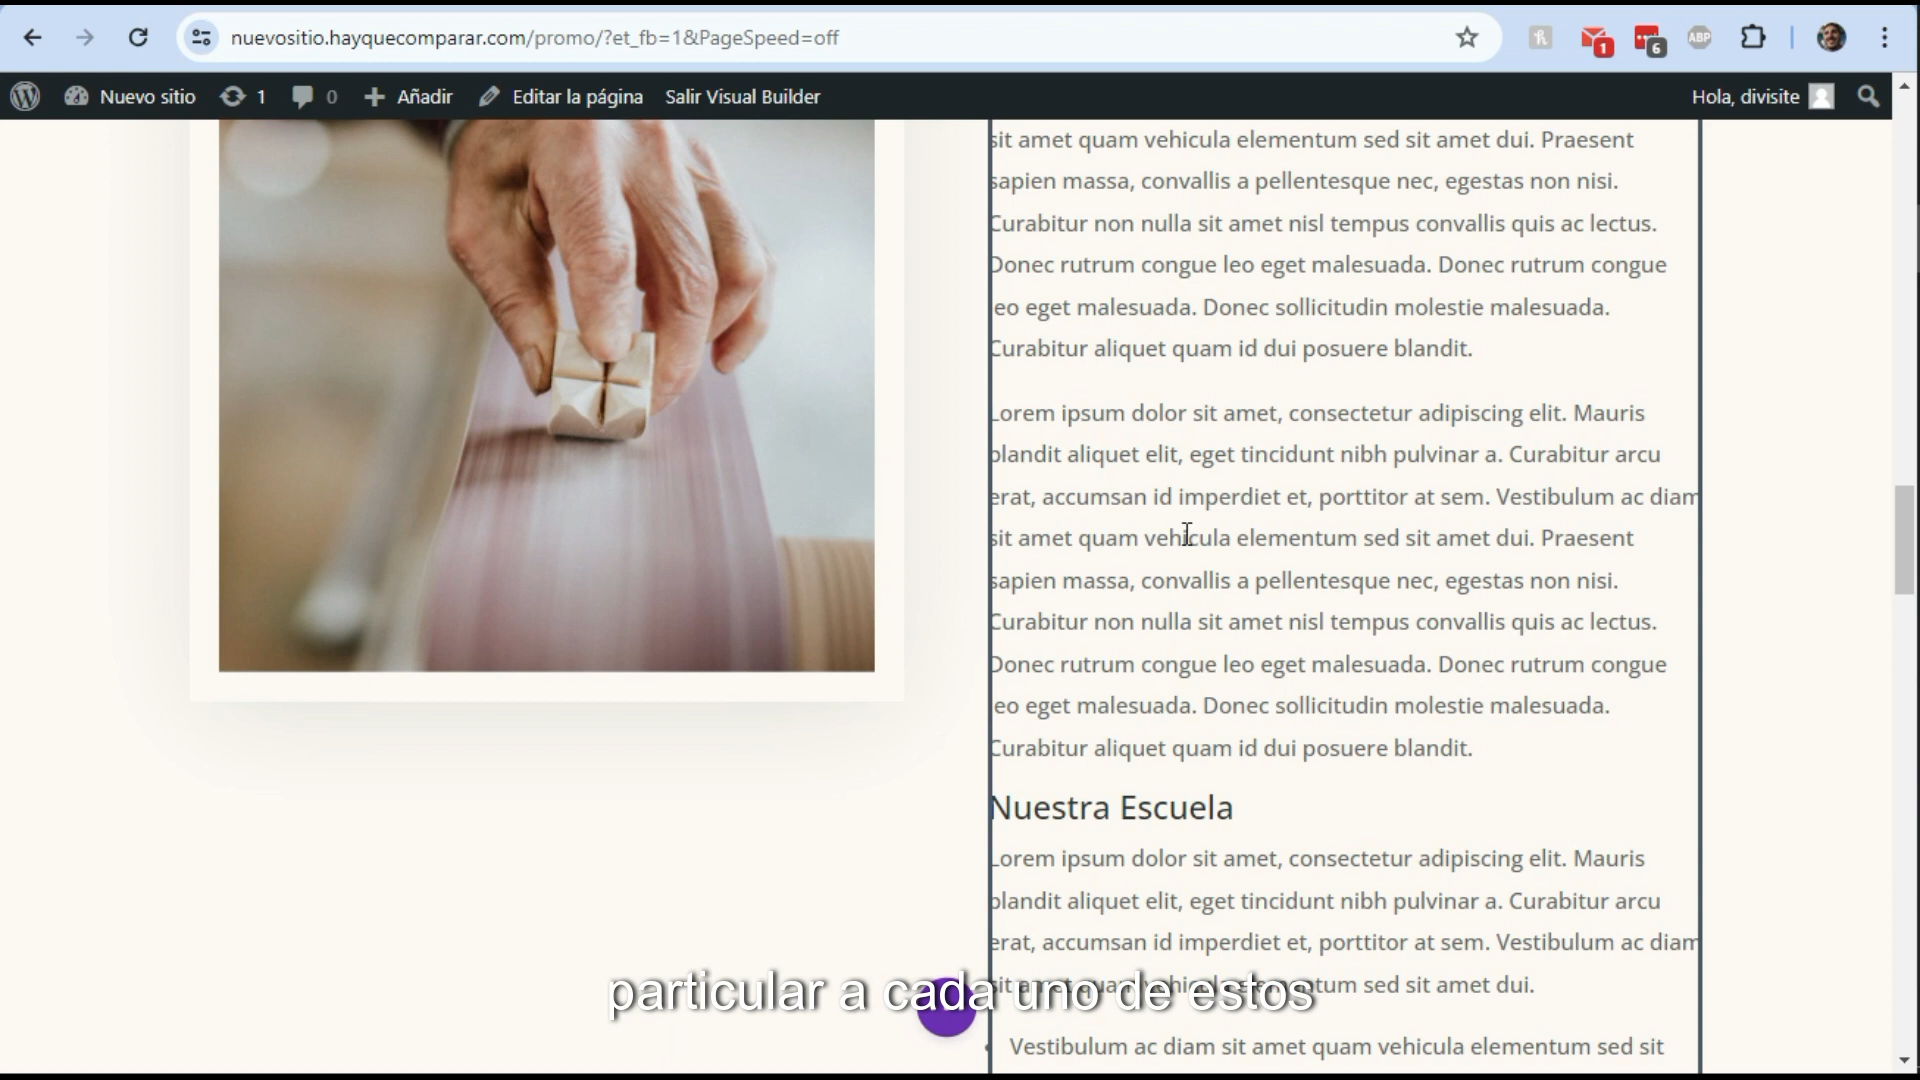 nuevositio.hayquecomparar.com/promo/?et_fb=1&PageSpeed=off
1
6
ABP
Nuevo sitio
1
0
Añadir
Editar la página
Salir Visual Builder
Hola, divisite
sit amet quam vehicula elementum sed sit amet dui. Praesent
sapien massa, convallis a pellentesque nec, egestas non nisi.
Curabitur non nulla sit amet nisl tempus convallis quis ac lectus.
Donec rutrum congue leo eget malesuada. Donec rutrum congue
leo eget malesuada. Donec sollicitudin molestie malesuada.
Curabitur aliquet quam id dui posuere blandit.
Lorem ipsum dolor sit amet, consectetur adipiscing elit. Mauris
blandit aliquet elit, eget tincidunt nibh pulvinar a. Curabitur arcu
erat, accumsan id imperdiet et, porttitor at sem. Vestibulum ac diam
sit amet quam vehicula elementum sed sit amet dui. Praesent
sapien massa, convallis a pellentesque nec, egestas non nisi.
Curabitur non nulla sit amet nisl tempus convallis quis ac lectus.
Donec rutrum congue leo eget malesuada. Donec rutrum congue
leo eget malesuada. Donec sollicitudin molestie malesuada.
Curabitur aliquet quam id dui posuere blandit.
Nuestra Escuela
Lorem ipsum dolor sit amet, consectetur adipiscing elit. Mauris
blandit aliquet elit, eget tincidunt nibh pulvinar a. Curabitur arcu
erat, accumsan id imperdiet et, porttitor at sem. Vestibulum ac diam
sit amet quam vehicula elementum sed sit amet dui.
particular a cada uno de estos
Vestibulum ac diam sit amet quam vehicula elementum sed sit